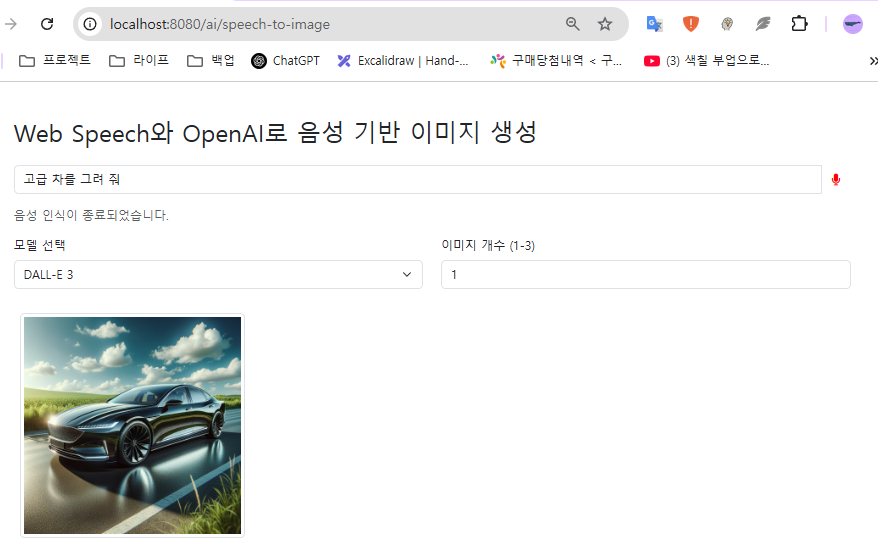 localhost:8080/ai/speech-to-image
프로젝트 라이프 백업 ChatGPT Excalidraw | Hand-... 구매당첨내역 < 구... (3) 색칠 부업으로...
Web Speech와 OpenAI로 음성 기반 이미지 생성
고급 차를 그려 줘
음성 인식이 종료되었습니다.
모델 선택 이미지 개수 (1-3)
DALL-E 3 1